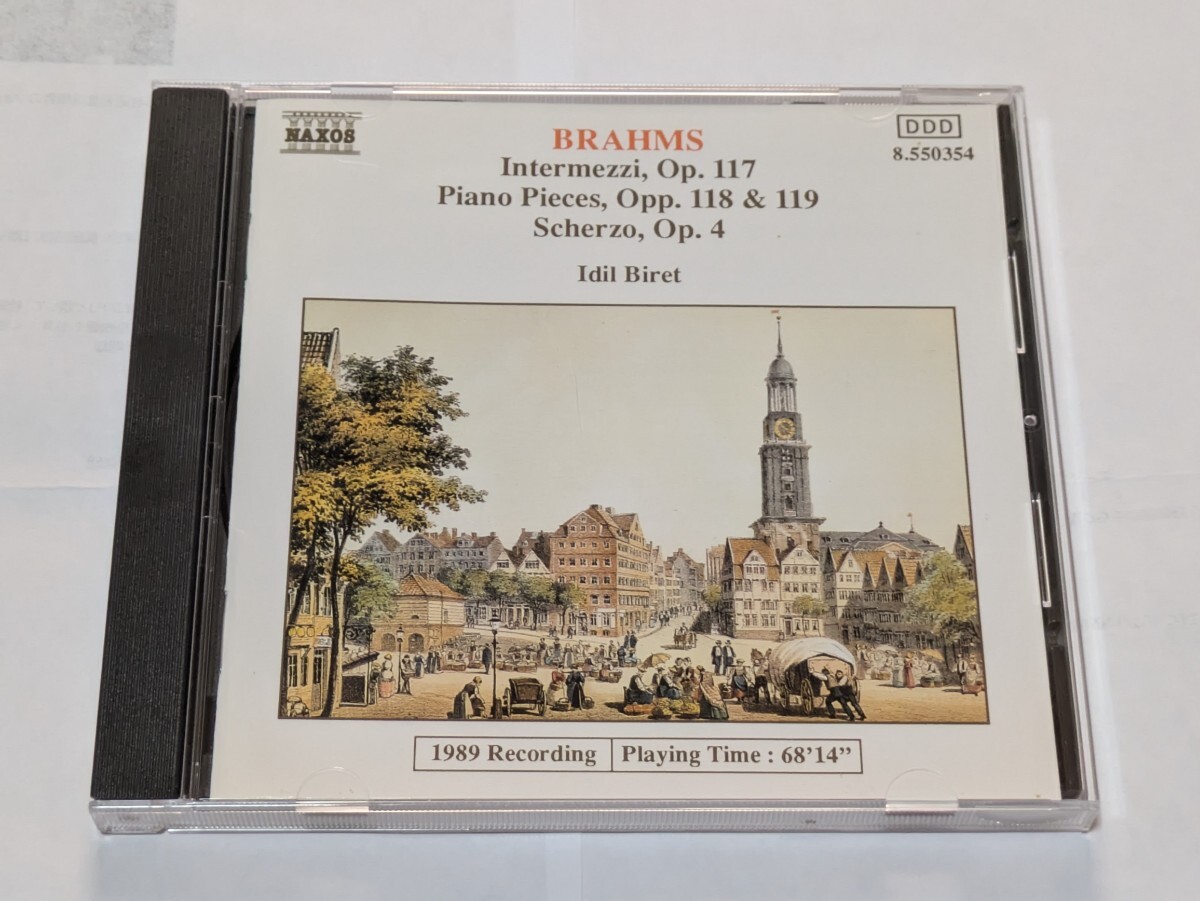 NAXOS
DDD
8.550354
BRAHMS
Intermezzi, Op. 117
Piano Pieces, Opp. 118 & 119
Scherzo, Op. 4
Idil Biret
1989 Recording
Playing Time : 68’14”